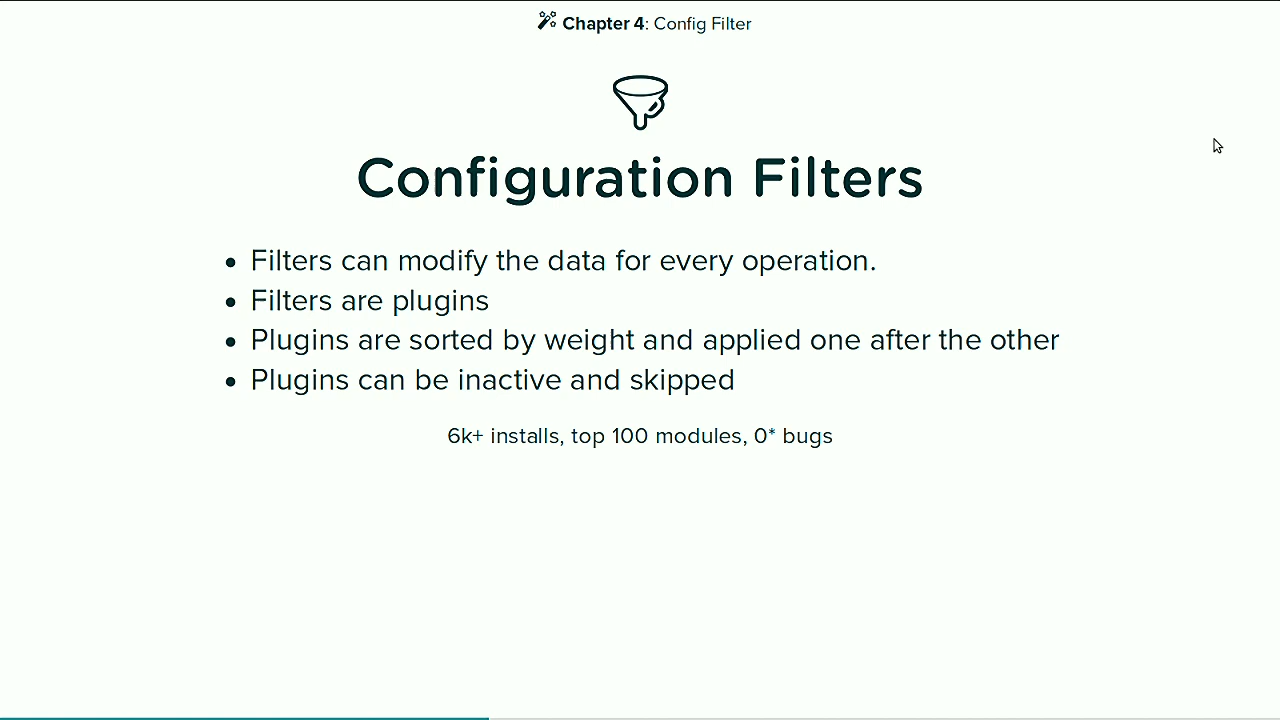 Chapter 4: Config Filter
Configuration Filters
Filters can modify the data for every operation.
Filters are plugins
Plugins are sorted by weight and applied one after the other
Plugins can be inactive and skipped
6k+ installs, top 100 modules, 0* bugs